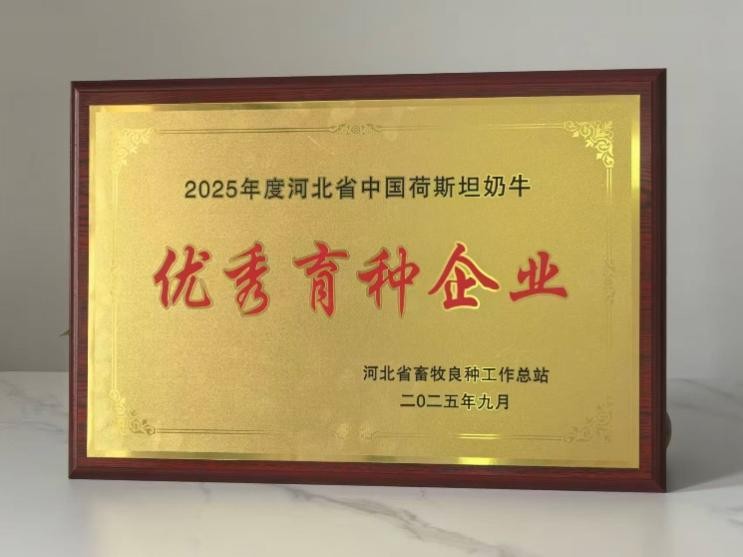 2025年度河北省中国荷斯坦奶牛
优秀育种企业
河北省畜牧良种工作总站
二0二五年九月